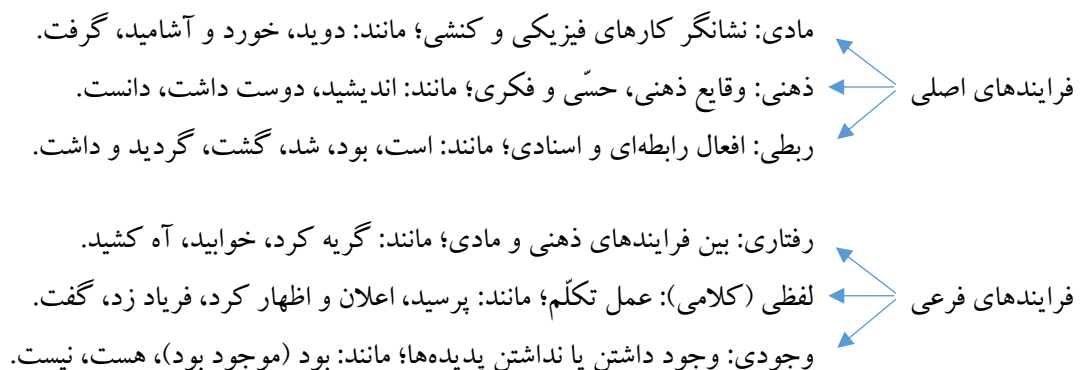 مادی: نشانگر کارهای فیزیکی و کنشی؛ مانند: دوید، خورد و آشامید، گرفت.
فرایندهای اصلی
ذهنی: وقایع ذهنی، حسّی و فکری؛ مانند: اندیشید، دوست داشت، دانست.
ربطی: افعال رابطه‌ای و اسنادی؛ مانند: است، بود، شد، گشت، گردید و داشت.
رفتاری: بین فرایندهای ذهنی و مادی؛ مانند: گریه کرد، خوابید، آه کشید.
فرایندهای فرعی
لفظی (کلامی): عمل تکلّم؛ مانند: پرسید، اعلان و اظهار کرد، فریاد زد، گفت.
وجودی: وجود داشتن یا نداشتن پدیده‌ها؛ مانند: بود (موجود بود)، هست، نیست.